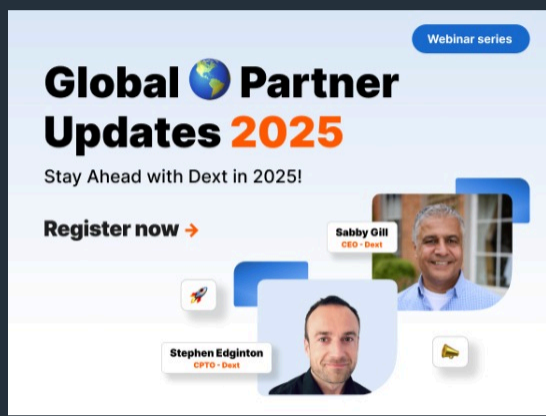 Webinar series
Global Partner
Updates 2025
Stay Ahead with Dext in 2025!
Register now →
Sabby Gill
CEO - Dext
Stephen Edginton
CPTO - Dext